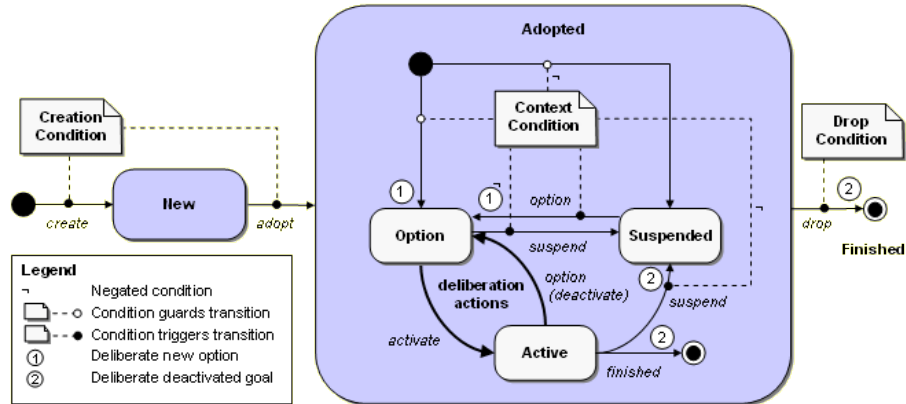 Adopted
¬
Creation
Condition
Context
Condition
Drop
Condition
1
1
¬
2
New
create
adopt
option
¬
drop
Option
Suspended
suspend
Finished
Legend
¬ Negated condition
Condition guards transition
Condition triggers transition
1 Deliberate new option
2 Deliberate deactivated goal
deliberation
actions
option
(deactivate)
2
suspend
activate
Active
2
finished